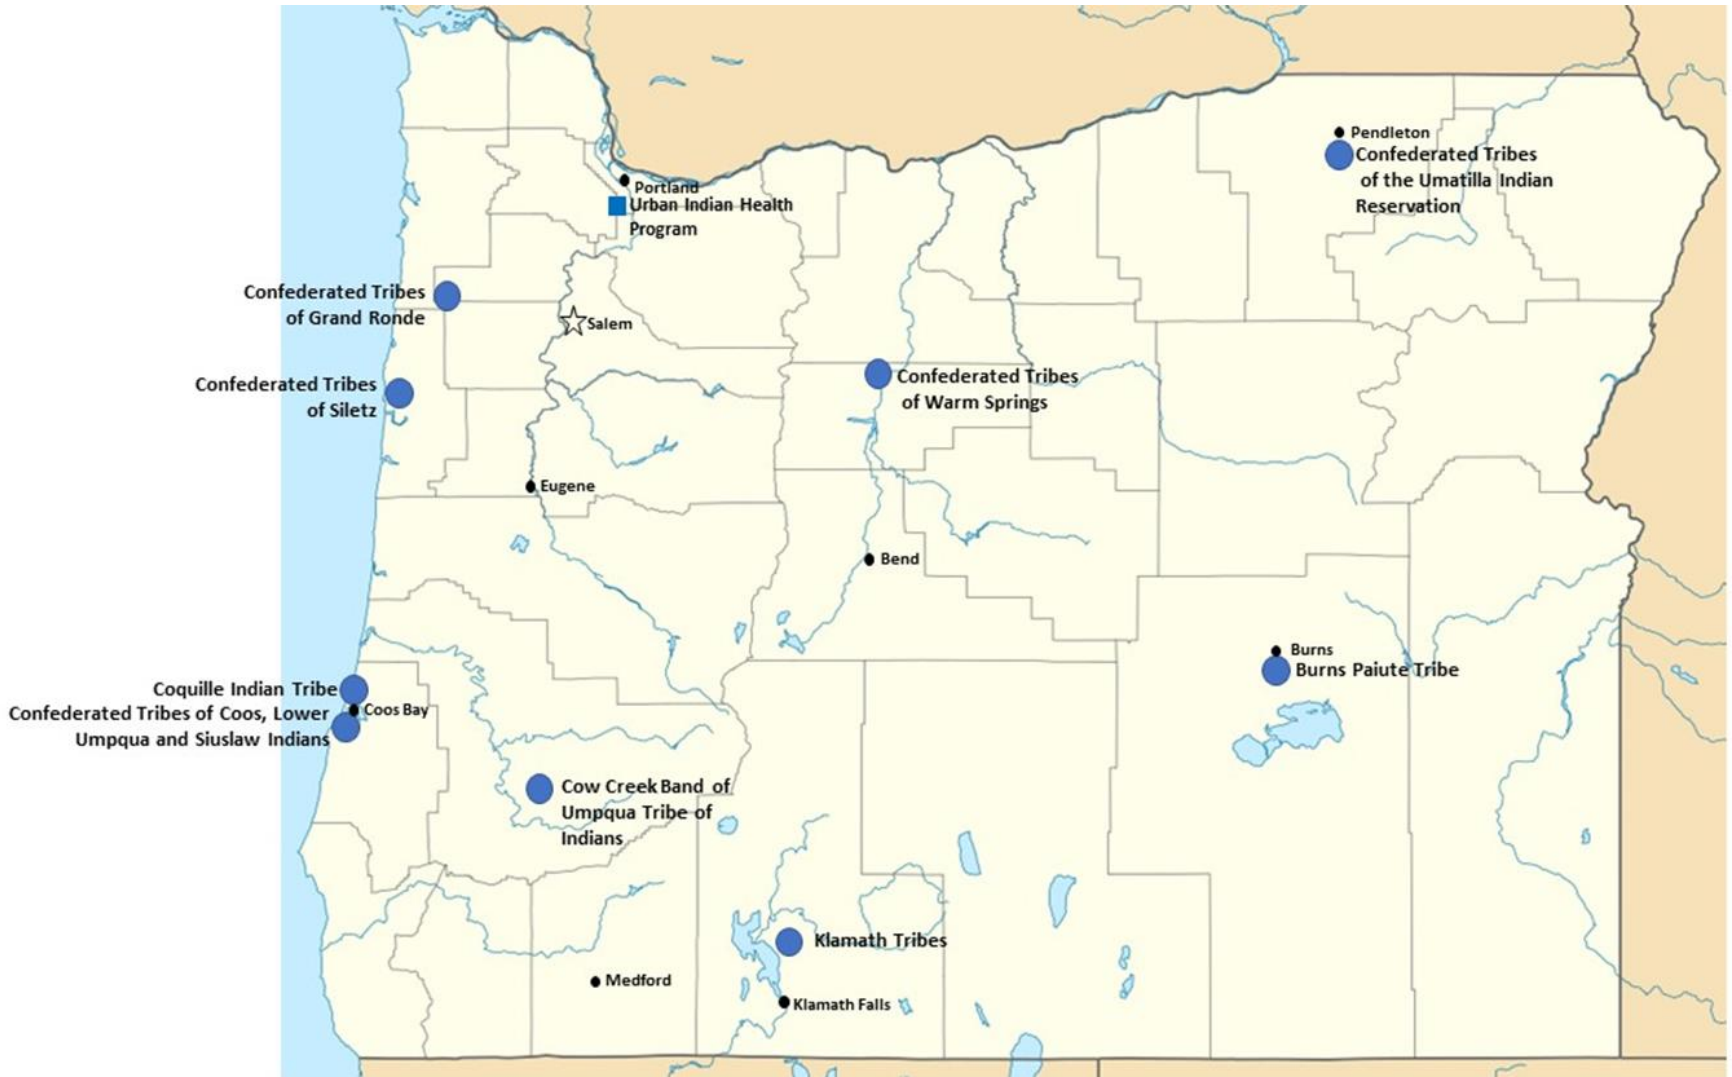 Pendleton
Confederated Tribes
of the Umatilla Indian
Reservation
Portland
Urban Indian Health
Program
Confederated Tribes
of Grand Ronde
Salem
Confederated Tribes
of Siletz
Confederated Tribes
of Warm Springs
Eugene
Bend
Burns
Burns Paiute Tribe
Coquille Indian Tribe
Coos Bay
Confederated Tribes of Coos, Lower
Umpqua and Siuslaw Indians
Cow Creek Band of
Umpqua Tribe of
Indians
Klamath Tribes
Medford
Klamath Falls